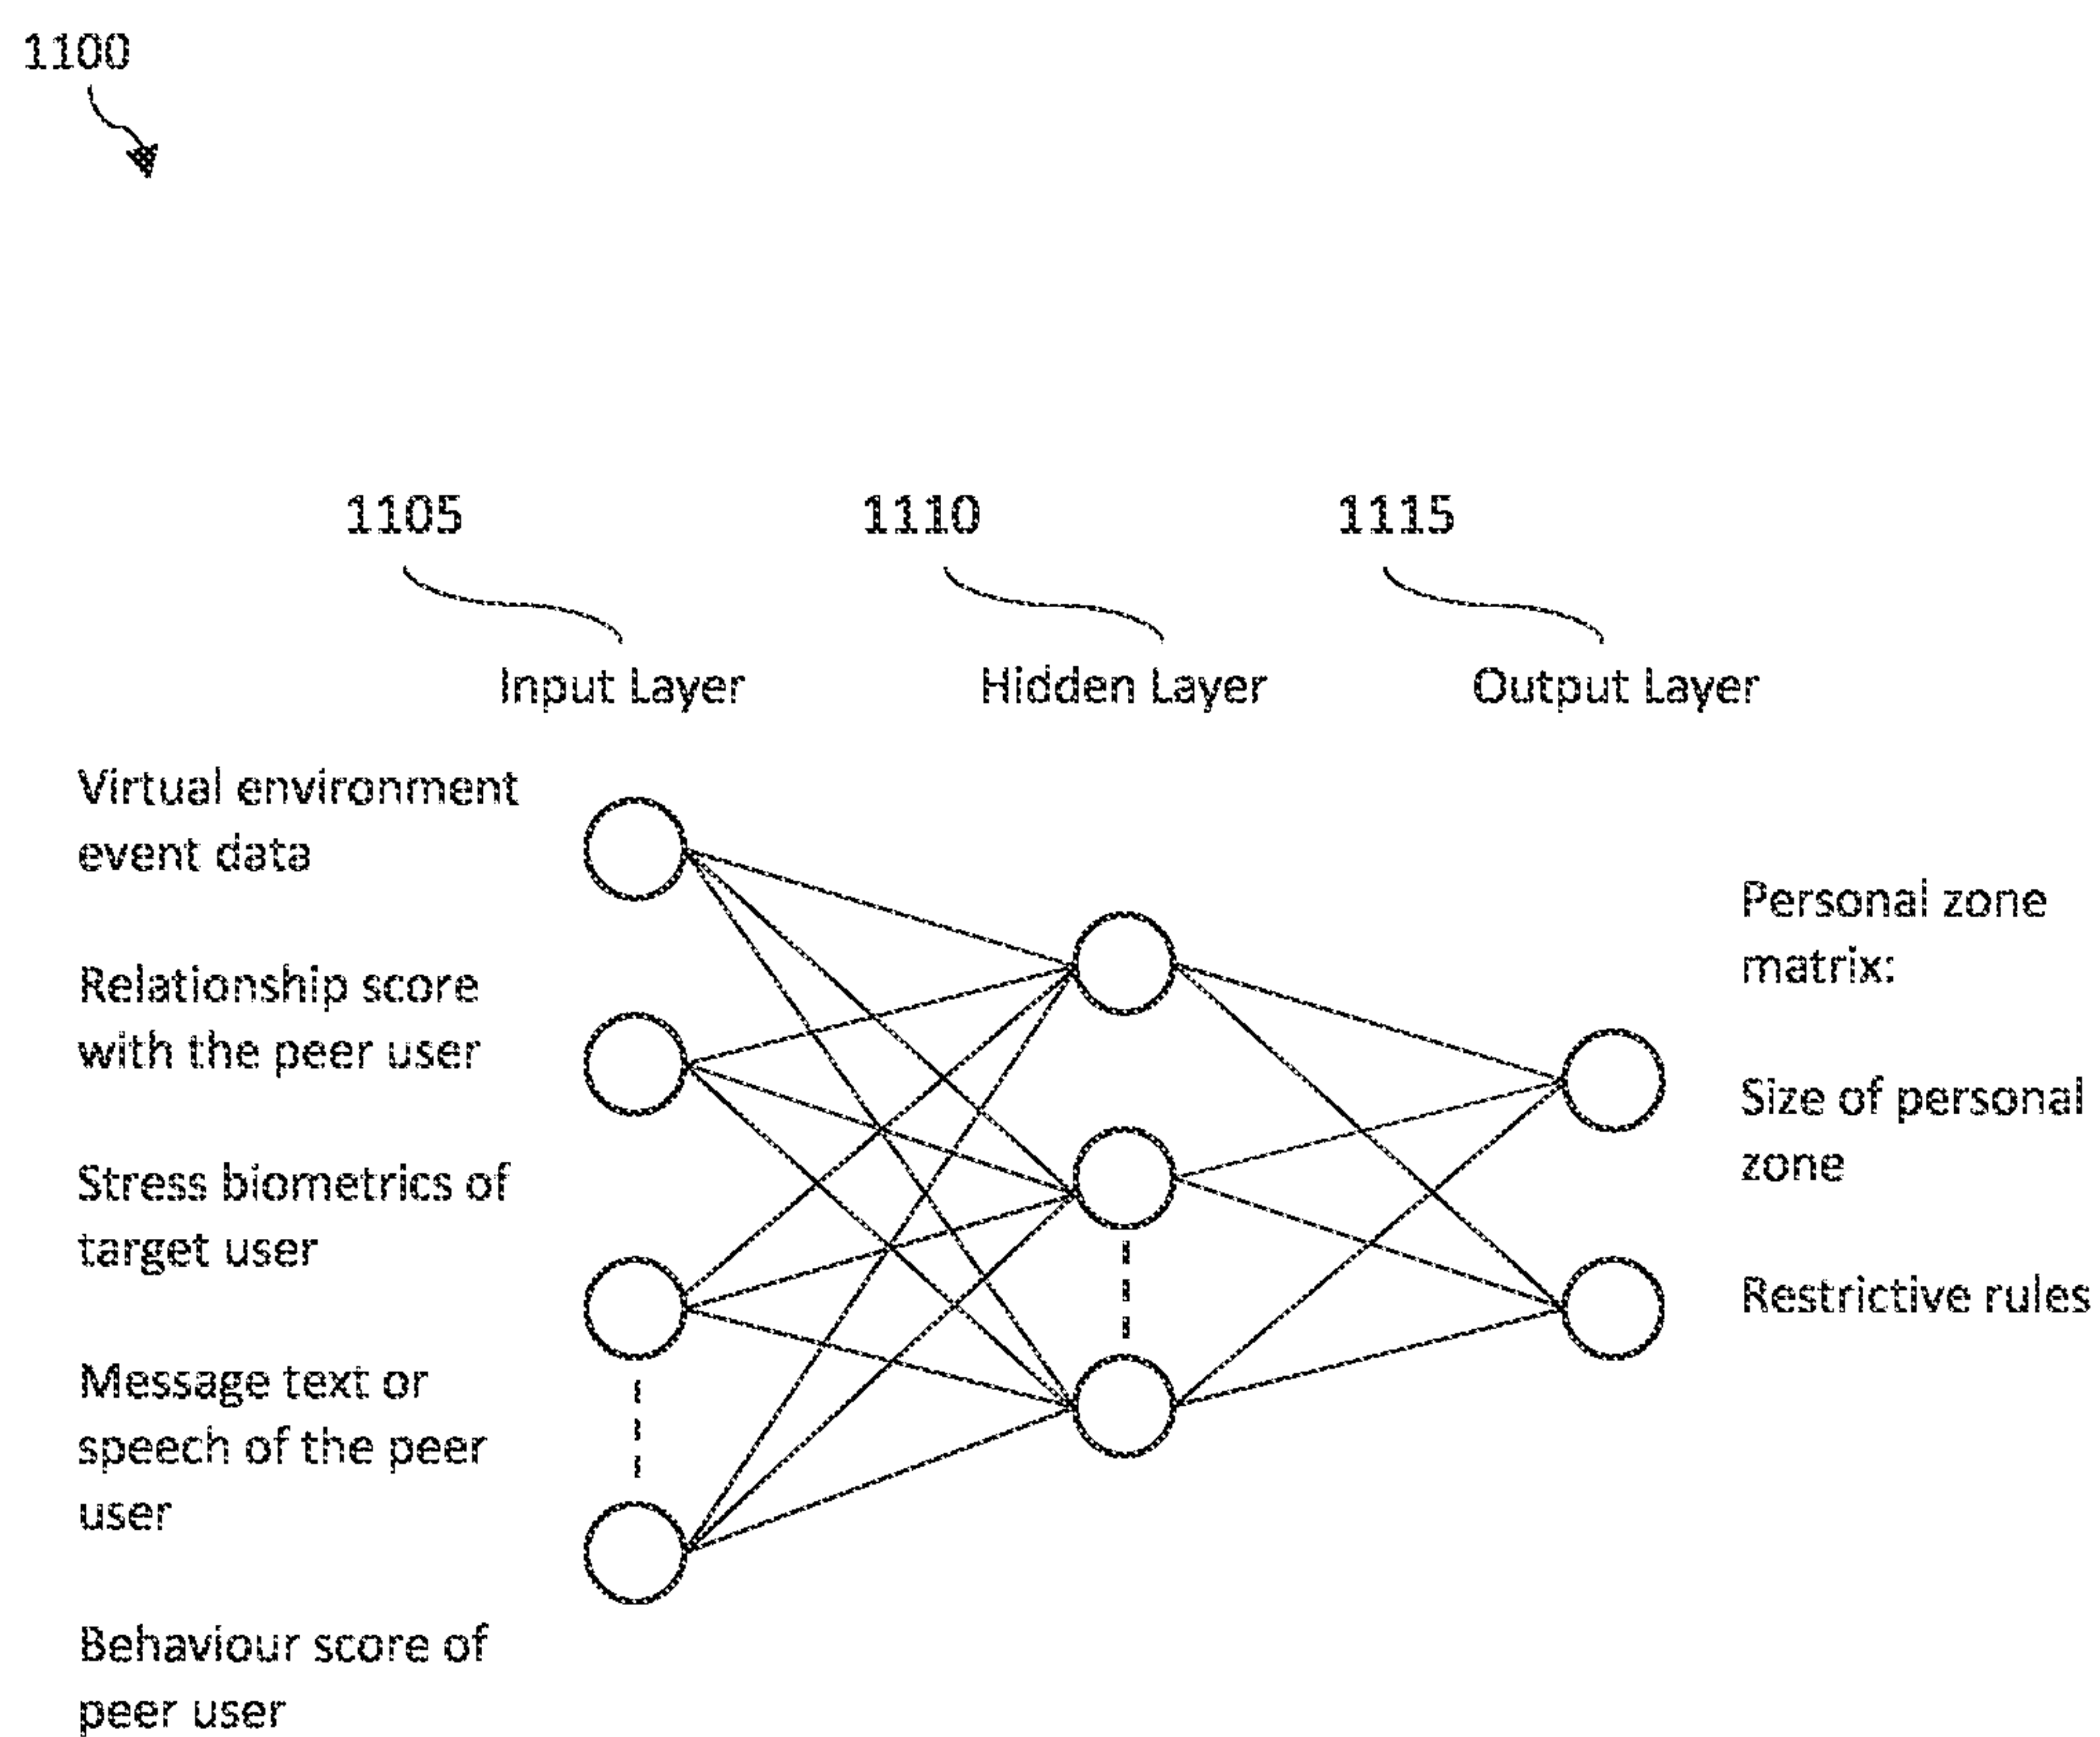 1100
1105
1110
1115
Input Layer
Hidden Layer
Output Layer
Virtual environment
event data
Relationship score
with the peer user
Stress biometrics of
target user
Message text or
speech of the peer
user
Behaviour score of
peer user
Personal zone
matrix:
Size of personal
zone
Restrictive rules